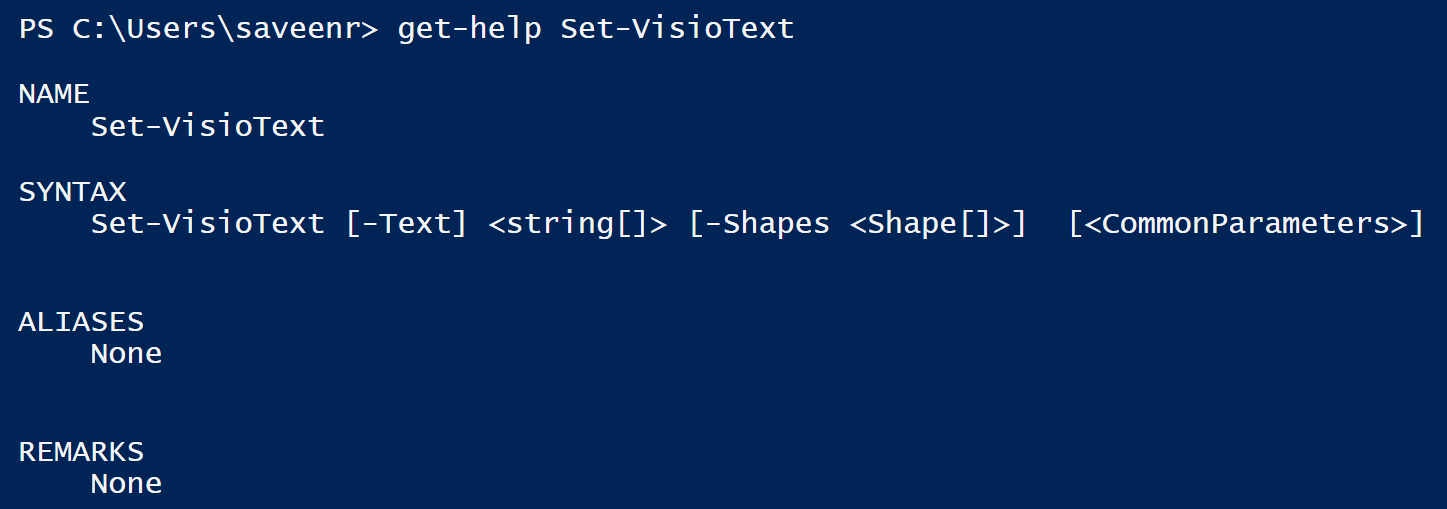 PS C:\Users\saveenr> get-help Set-VisioText
NAME
Set-VisioText
SYNTAX
Set-VisioText [-Text] <string[]> [-Shapes <Shape[]>]  [<CommonParameters>]
ALIASES
None
REMARKS
None